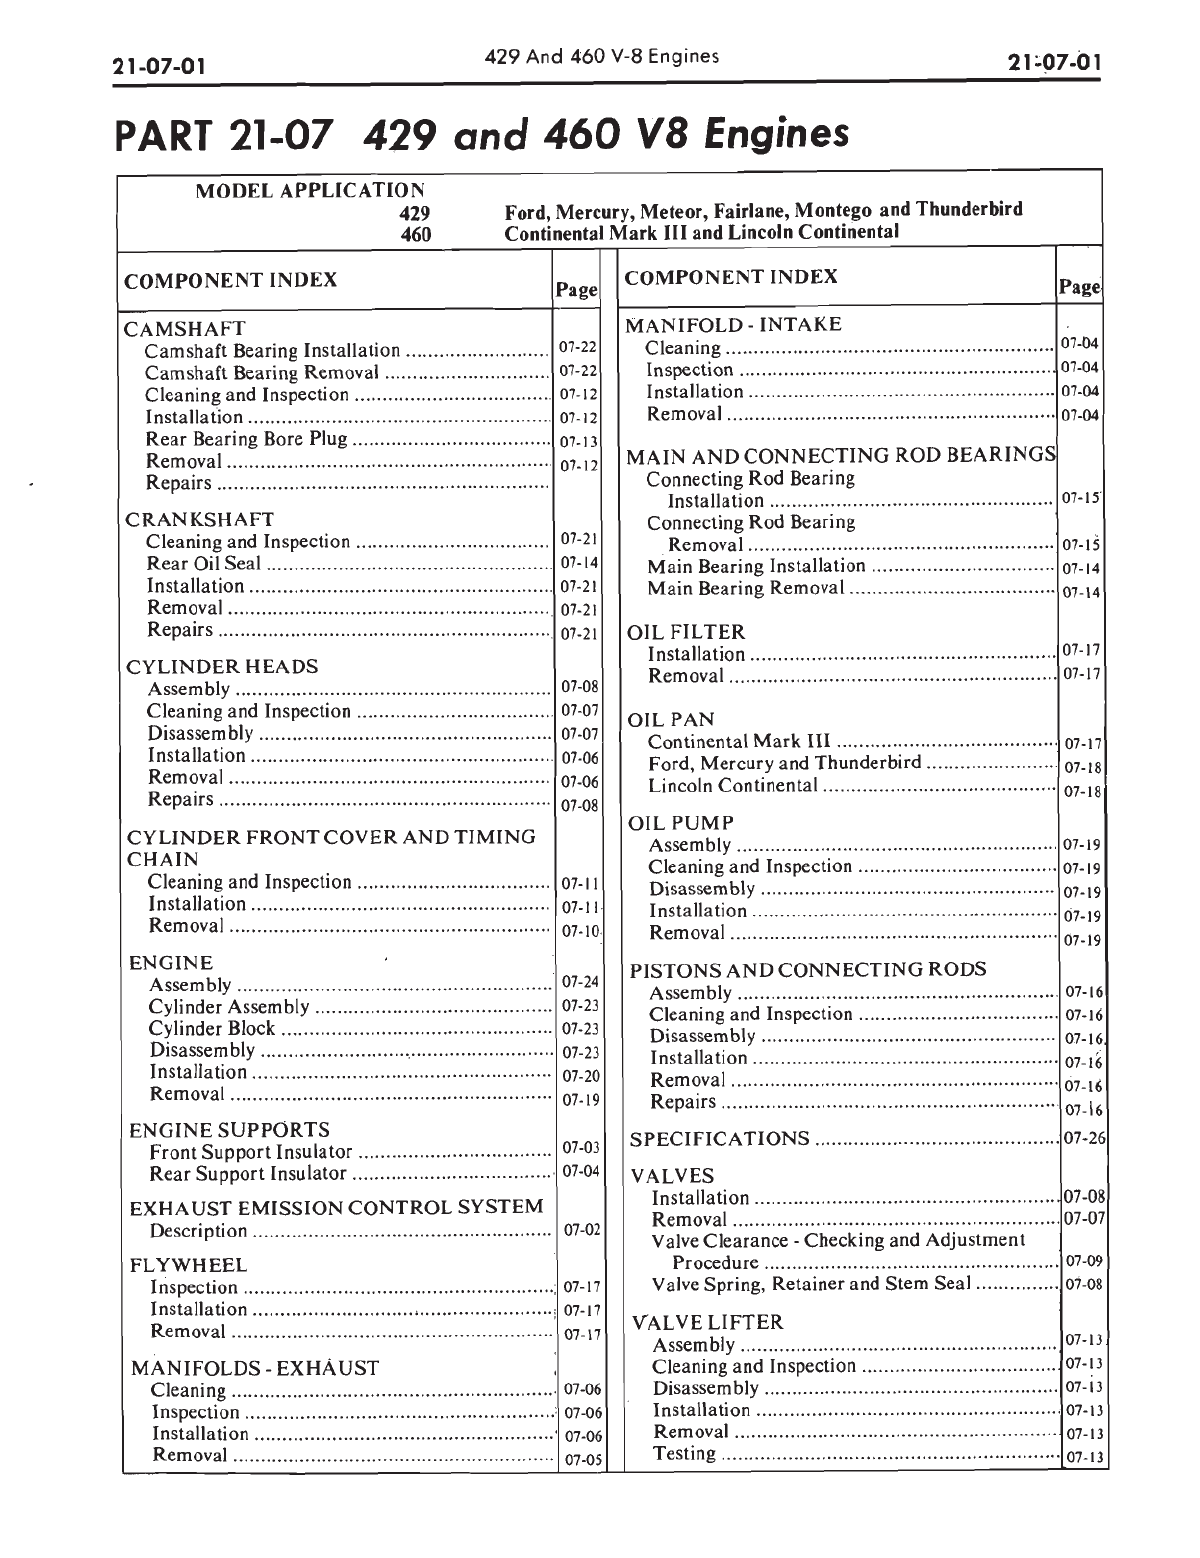 21-07-01
429 And 460 V-8 Engines
21-07-01
PART 21-07 429 and 460 V8 Engines
MODEL APPLICATION
429 Ford, Mercury, Meteor, Fairlane, Montego and Thunderbird
460 Continental Mark III and Lincoln Continental
COMPONENT INDEX Page
CAMSHAFT
Camshaft Bearing Installation 07-22
Camshaft Bearing Removal 07-22
Cleaning and Inspection 07-12
Installation 07-12
Rear Bearing Bore Plug 07-13
Removal 07-12
Repairs
CRANKSHAFT
Cleaning and Inspection 07-21
Rear Oil Seal 07-14
Installation 07-21
Removal 07-21
Repairs 07-21
CYLINDER HEADS
Assembly 07-08
Cleaning and Inspection 07-07
Disassembly 07-07
Installation 07-06
Removal 07-06
Repairs 07-08
CYLINDER FRONT COVER AND TIMING
CHAIN
Cleaning and Inspection 07-11
Installation 07-11
Removal 07-10
ENGINE
Assembly 07-24
Cylinder Assembly 07-23
Cylinder Block 07-23
Disassembly 07-23
Installation 07-20
Removal 07-19
ENGINE SUPPORTS
Front Support Insulator 07-03
Rear Support Insulator 07-04
EXHAUST EMISSION CONTROL SYSTEM
Description 07-02
FLYWHEEL
Inspection 07-17
Installation 07-17
Removal 07-17
MANIFOLDS - EXHAUST
Cleaning 07-06
Inspection 07-06
Installation 07-06
Removal 07-05
COMPONENT INDEX Page
MANIFOLD - INTAKE
Cleaning 07-04
Inspection 07-04
Installation 07-04
Removal 07-04
MAIN AND CONNECTING ROD BEARINGS
Connecting Rod Bearing
Installation 07-15
Connecting Rod Bearing
Removal 07-15
Main Bearing Installation 07-14
Main Bearing Removal 07-14
OIL FILTER
Installation 07-17
Removal 07-17
OIL PAN
Continental Mark III 07-17
Ford, Mercury and Thunderbird 07-18
Lincoln Continental 07-18
OIL PUMP
Assembly 07-19
Cleaning and Inspection 07-19
Disassembly 07-19
Installation 07-19
Removal 07-19
PISTONS AND CONNECTING RODS
Assembly 07-16
Cleaning and Inspection 07-16
Disassembly 07-16
Installation 07-16
Removal 07-16
Repairs 07-16
SPECIFICATIONS 07-26
VALVES
Installation 07-08
Removal 07-07
Valve Clearance - Checking and Adjustment
Procedure 07-09
Valve Spring, Retainer and Stem Seal 07-08
VALVE LIFTER
Assembly 07-13
Cleaning and Inspection 07-13
Disassembly 07-13
Installation 07-13
Removal 07-13
Testing 07-13